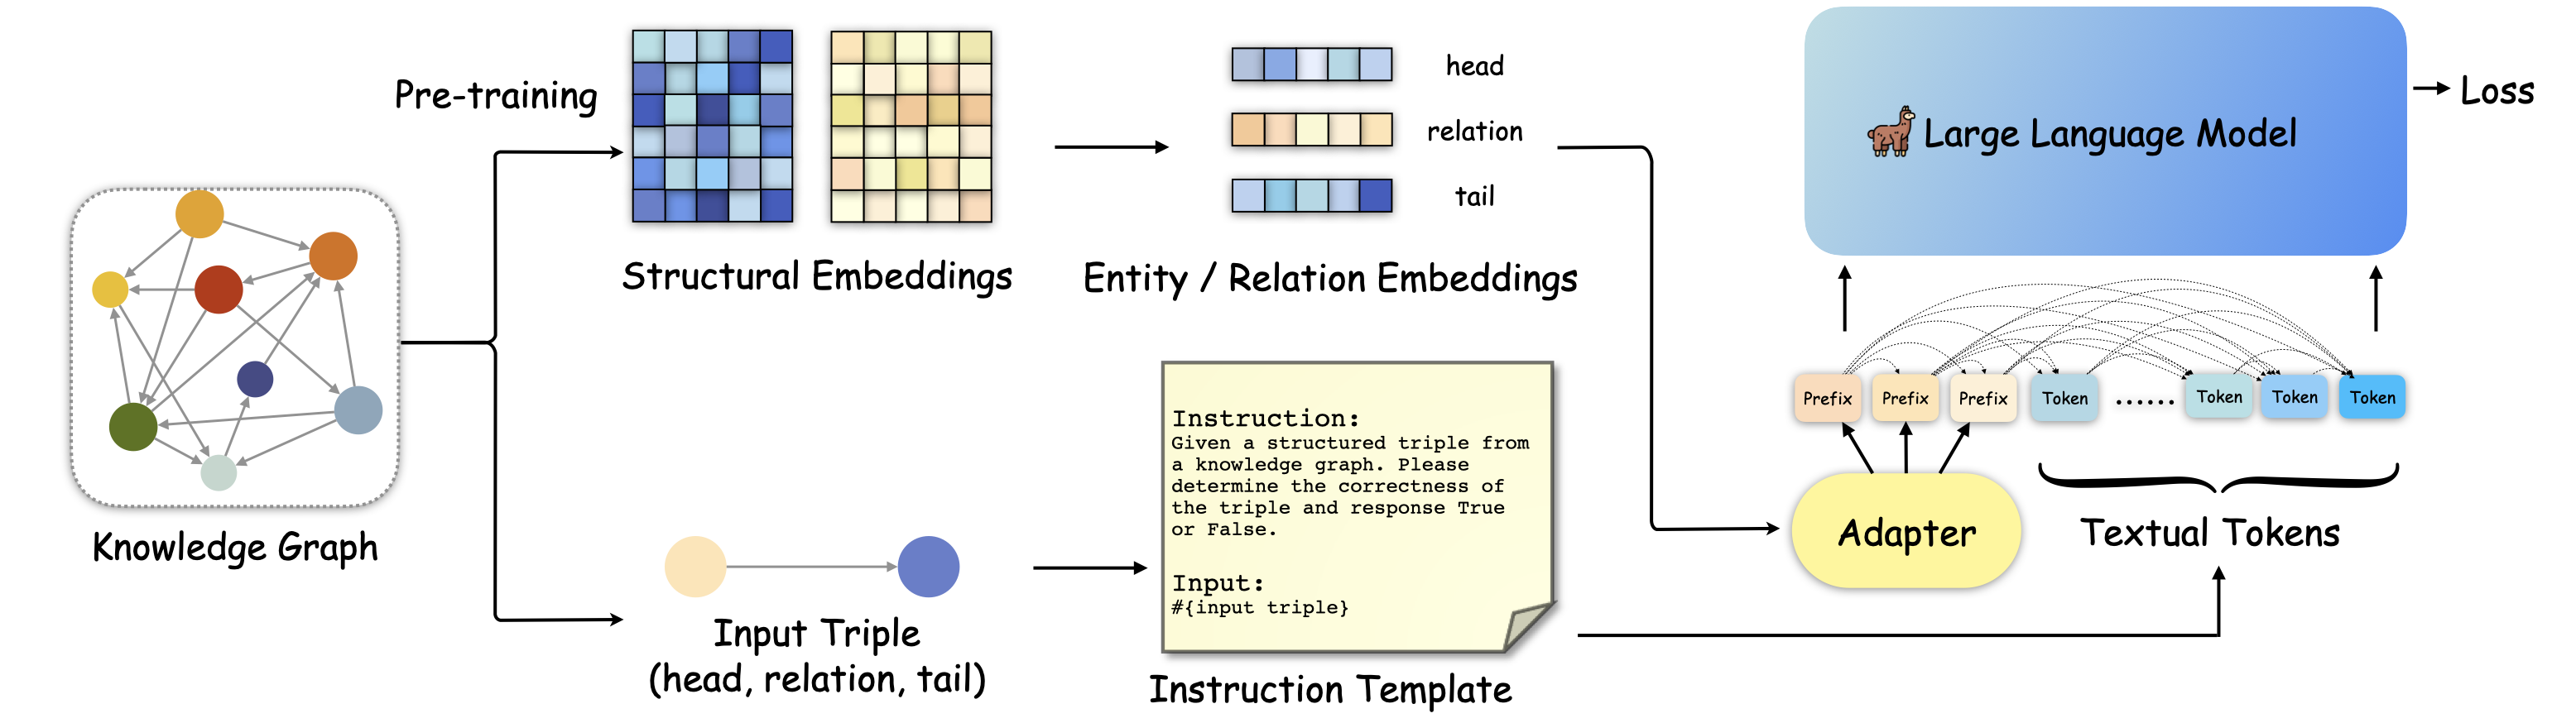 Pre-training
Knowledge Graph
Structural Embeddings
head
relation
tail
Entity / Relation Embeddings
Input Triple
(head, relation, tail)
Instruction:
Given a structured triple from
a knowledge graph. Please
determine the correctness of
the triple and response True
or False.
Input:
#{input triple}
Instruction Template
Large Language Model
Loss
Prefix
Prefix
Prefix
Token
......
Token
Token
Token
Adapter
Textual Tokens